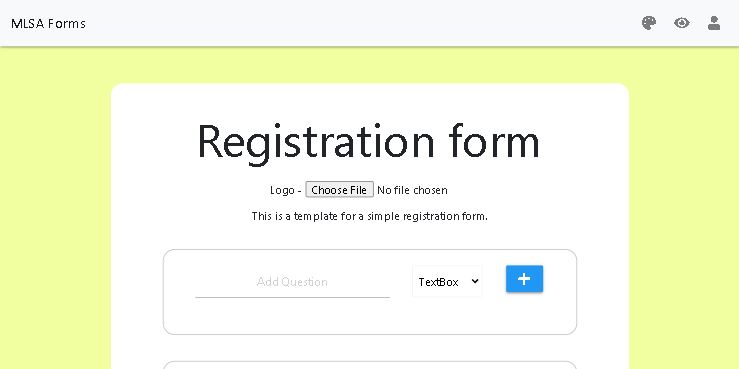 MLSA Forms
Registration form
Logo - Choose File No file chosen
This is a template for a simple registration form.
Add Question TextBox